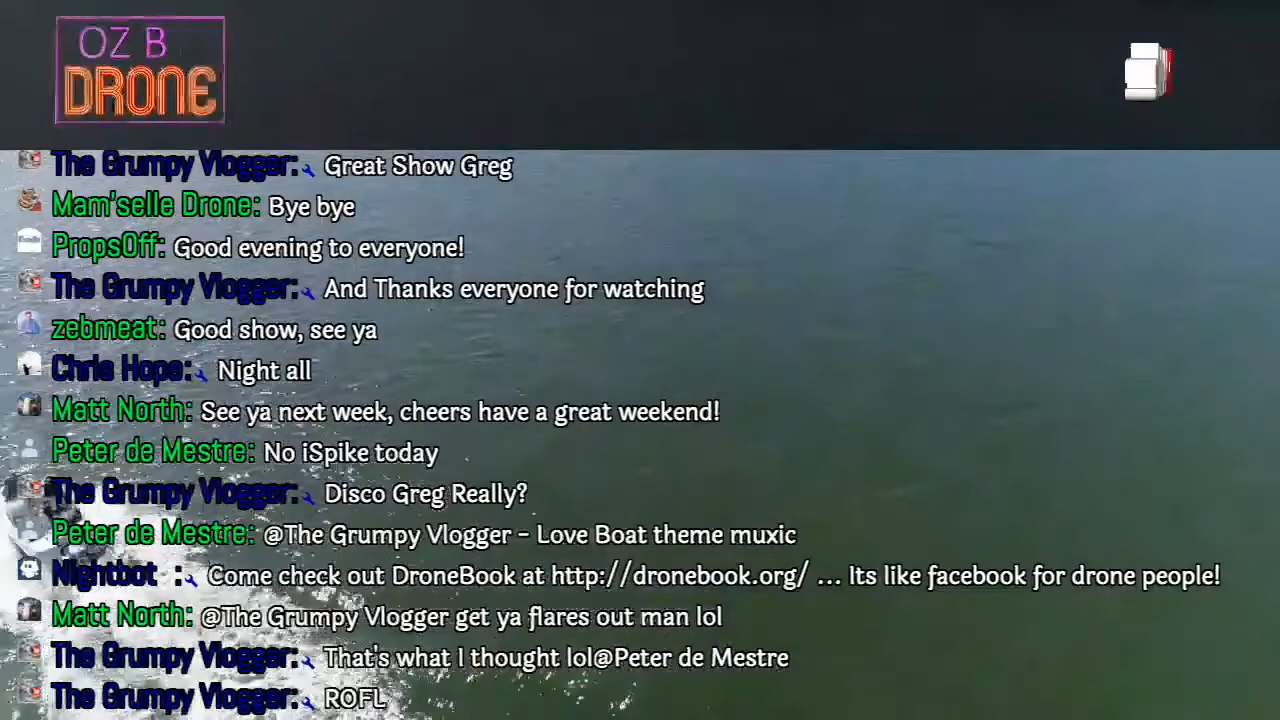 OZ B
DRONE
The Grumpy Vlogger: Great Show Greg
Mam'selle Drone: Bye bye
PropsOff: Good evening to everyone!
The Grumpy Vlogger: And Thanks everyone for watching
zebmeat: Good show, see ya
Chris Hope: Night all
Matt North: See ya next week, cheers have a great weekend!
Peter de Mestre: No iSpike today
The Grumpy Vlogger: Disco Greg Really?
Peter de Mestre: @The Grumpy Vlogger - Love Boat theme muxic
Nightbot : Come check out DroneBook at http://dronebook.org/ ... Its like facebook for drone people!
Matt North: @The Grumpy Vlogger get ya flares out man lol
The Grumpy Vlogger: That's what I thought lol@Peter de Mestre
The Grumpy Vlogger: ROFL